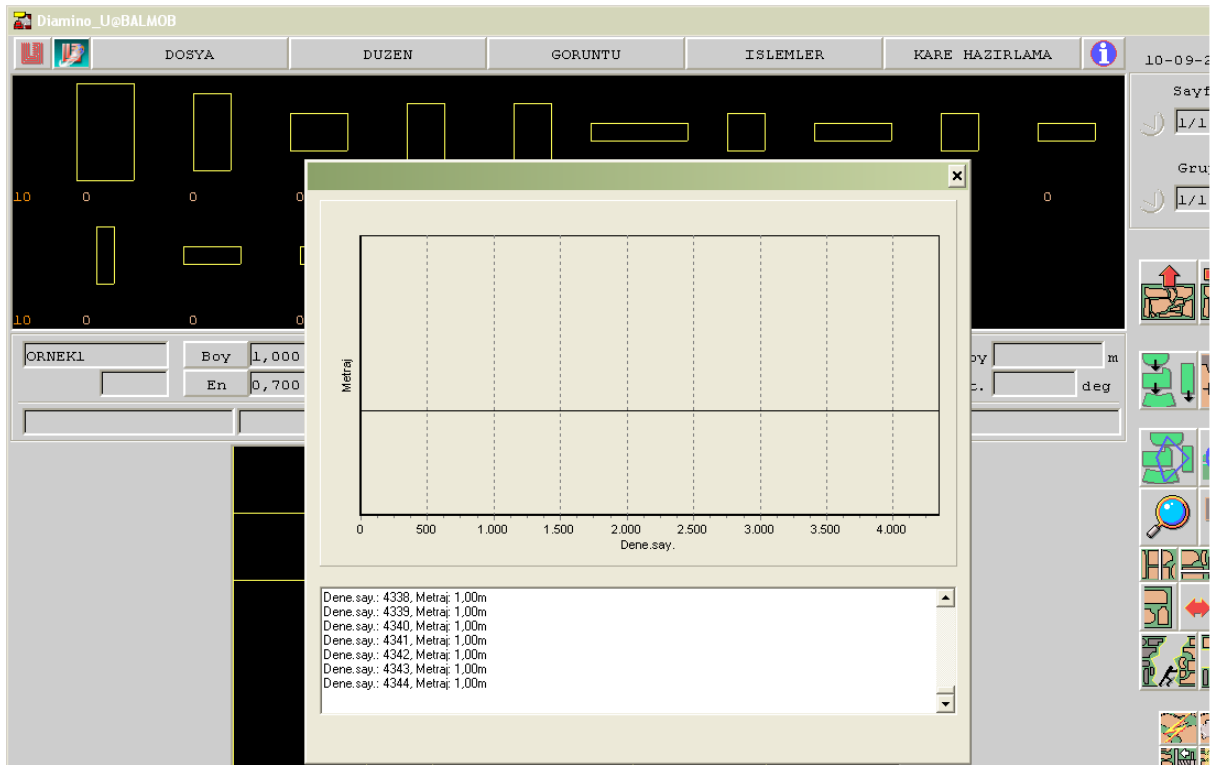 Diamino_U@BALMOB
DOSYA DUZEN GORUNTU ISLEMLER KARE HAZIRLAMA
10-09-2
Sayf
1/1
Gru
1/1
10 0 0 0 0
10 0 0 0
ORNEK1 Boy 1,000 m
En 0,700 deg
Metraj
0 500 1.000 1.500 2.000 2.500 3.000 3.500 4.000
Dene.say.
Dene.say.: 4338, Metraj: 1,00m
Dene.say.: 4339, Metraj: 1,00m
Dene.say.: 4340, Metraj: 1,00m
Dene.say.: 4341, Metraj: 1,00m
Dene.say.: 4342, Metraj: 1,00m
Dene.say.: 4343, Metraj: 1,00m
Dene.say.: 4344, Metraj: 1,00m